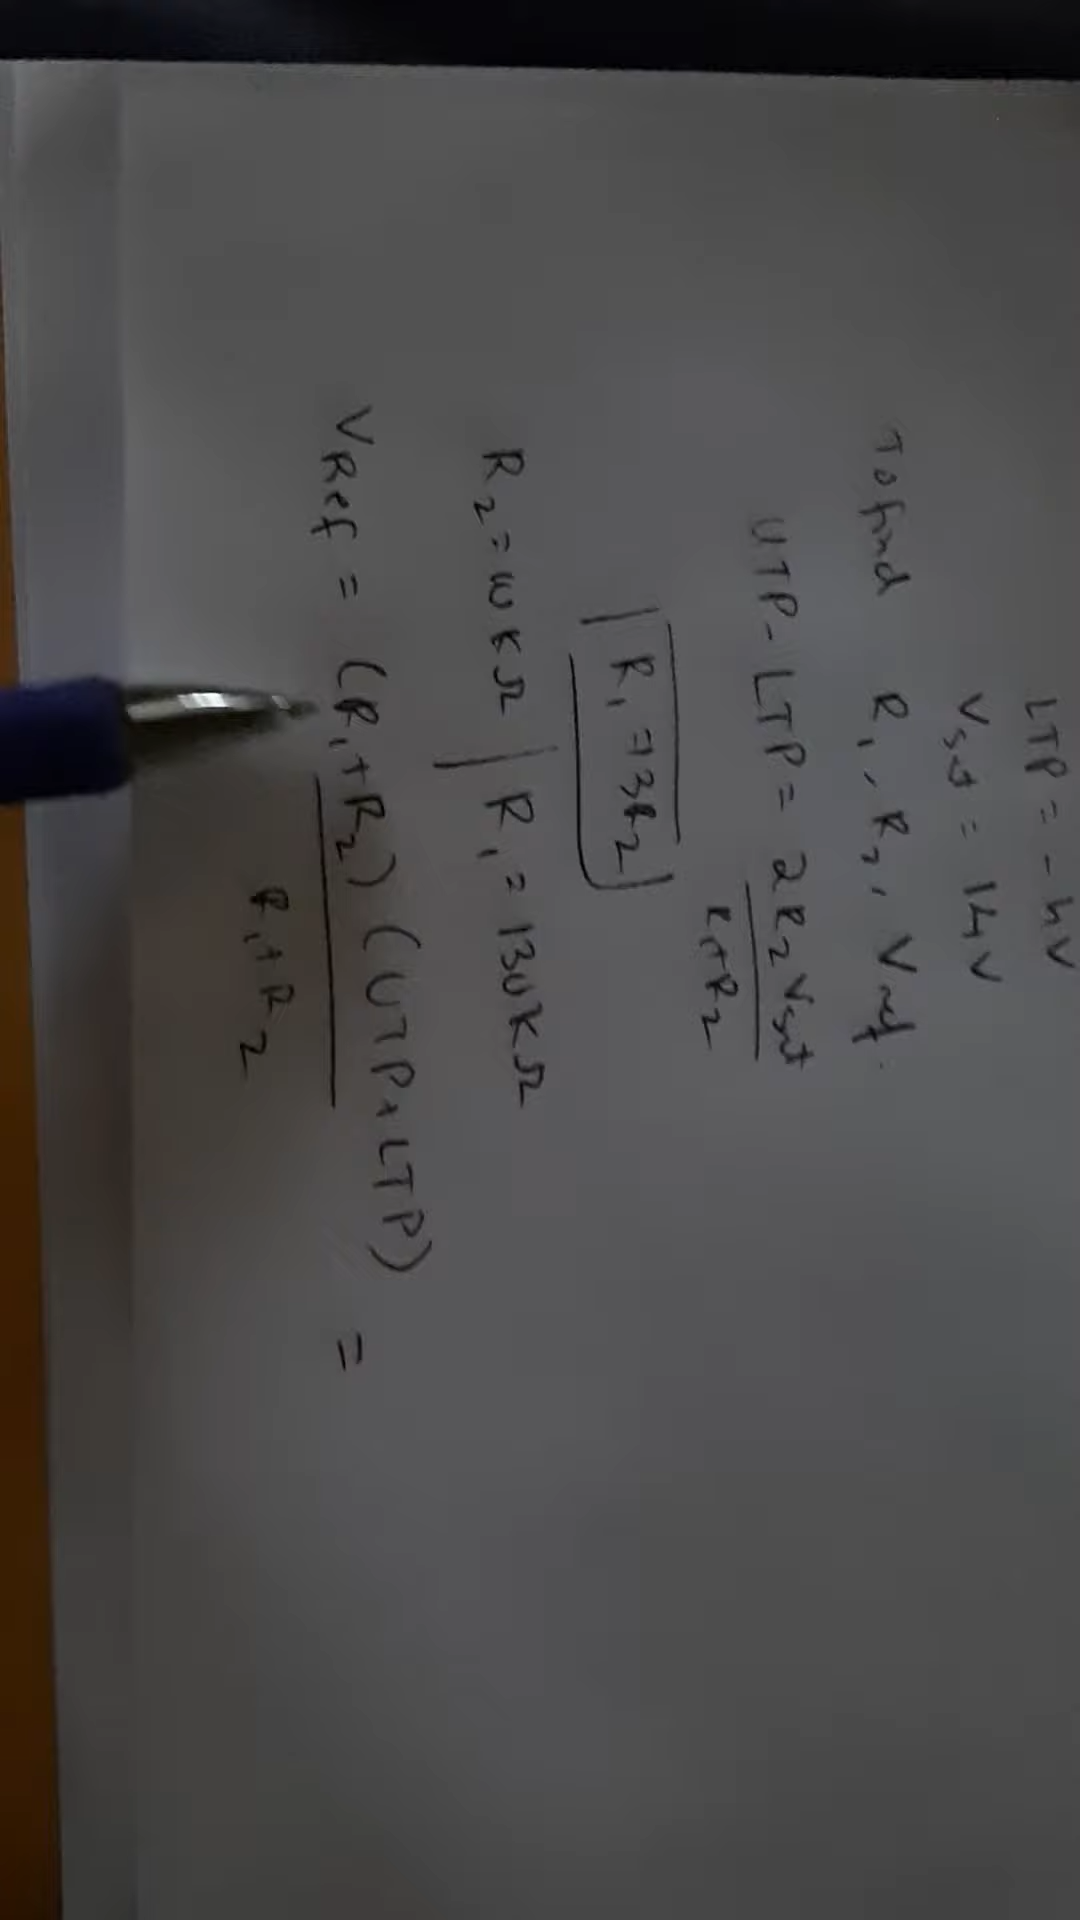 LTP = - 4V
Vsat = 14V
To find R1, R2, Vref.
UTP - LTP = 2R2Vsat
R1+R2
R1 = 13R2
R2 = 10KΩ | R1 = 130KΩ
VRef = (R1+R2) (UTP+LTP) =
R1+R2